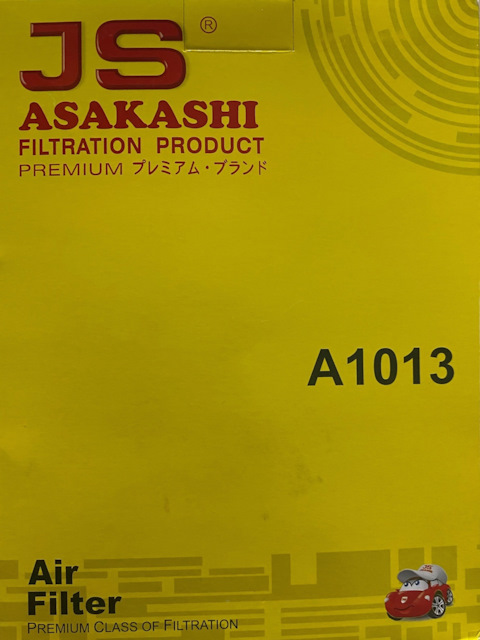 JS ®
ASAKASHI
FILTRATION PRODUCT
PREMIUM プレミアム・ブランド
A1013
Air
Filter
PREMIUM CLASS OF FILTRATION